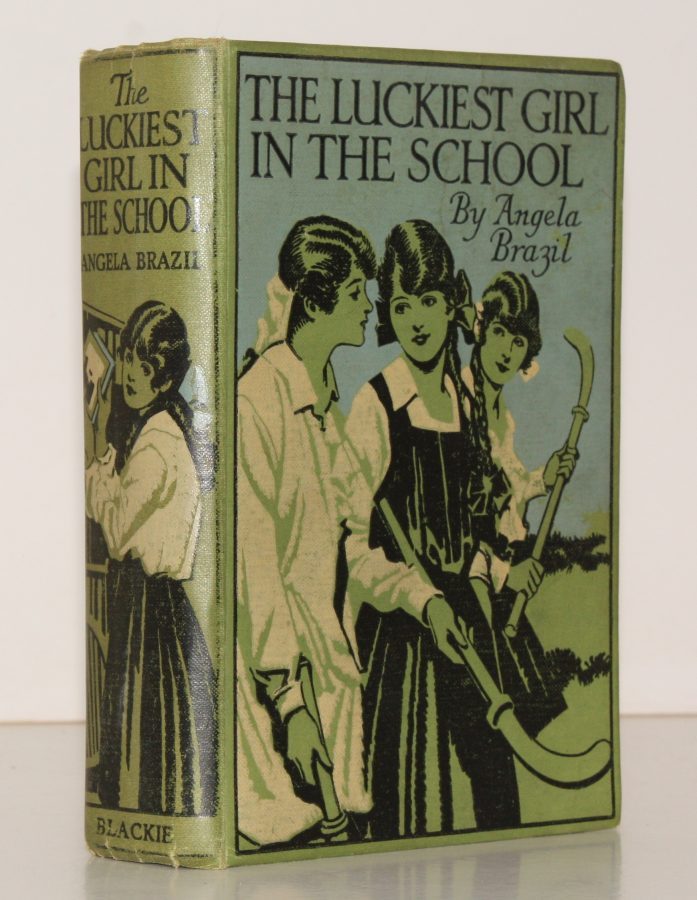 The
LUCKIEST
GIRL IN
THE SCHOOL
ANGELA BRAZIL
BLACKIE
THE LUCKIEST GIRL
IN THE SCHOOL
By Angela
Brazil